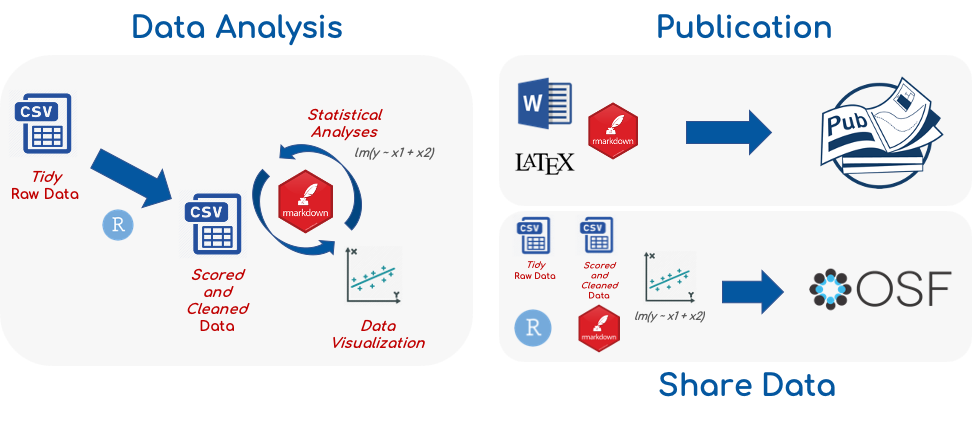 Data Analysis
CSV
Tidy
Raw Data
R
CSV
Scored
and
Cleaned
Data
Statistical
Analyses
lm(y ~ x1 + x2)
rmarkdown
X
Y
Data
Visualization
Publication
W
LATEX
rmarkdown
Pub
CSV
Tidy
Raw Data
CSV
Scored
and
Cleaned
Data
R
rmarkdown
X
Y
lm(y ~ x1 + x2)
OSF
Share Data